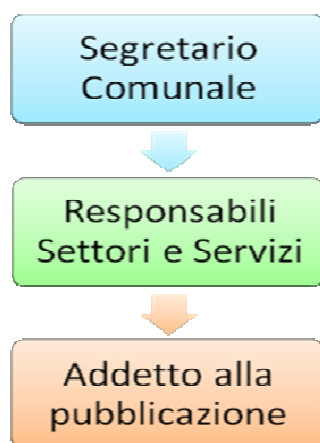 Segretario
Comunale
Responsabili
Settori e Servizi
Addetto alla
pubblicazione